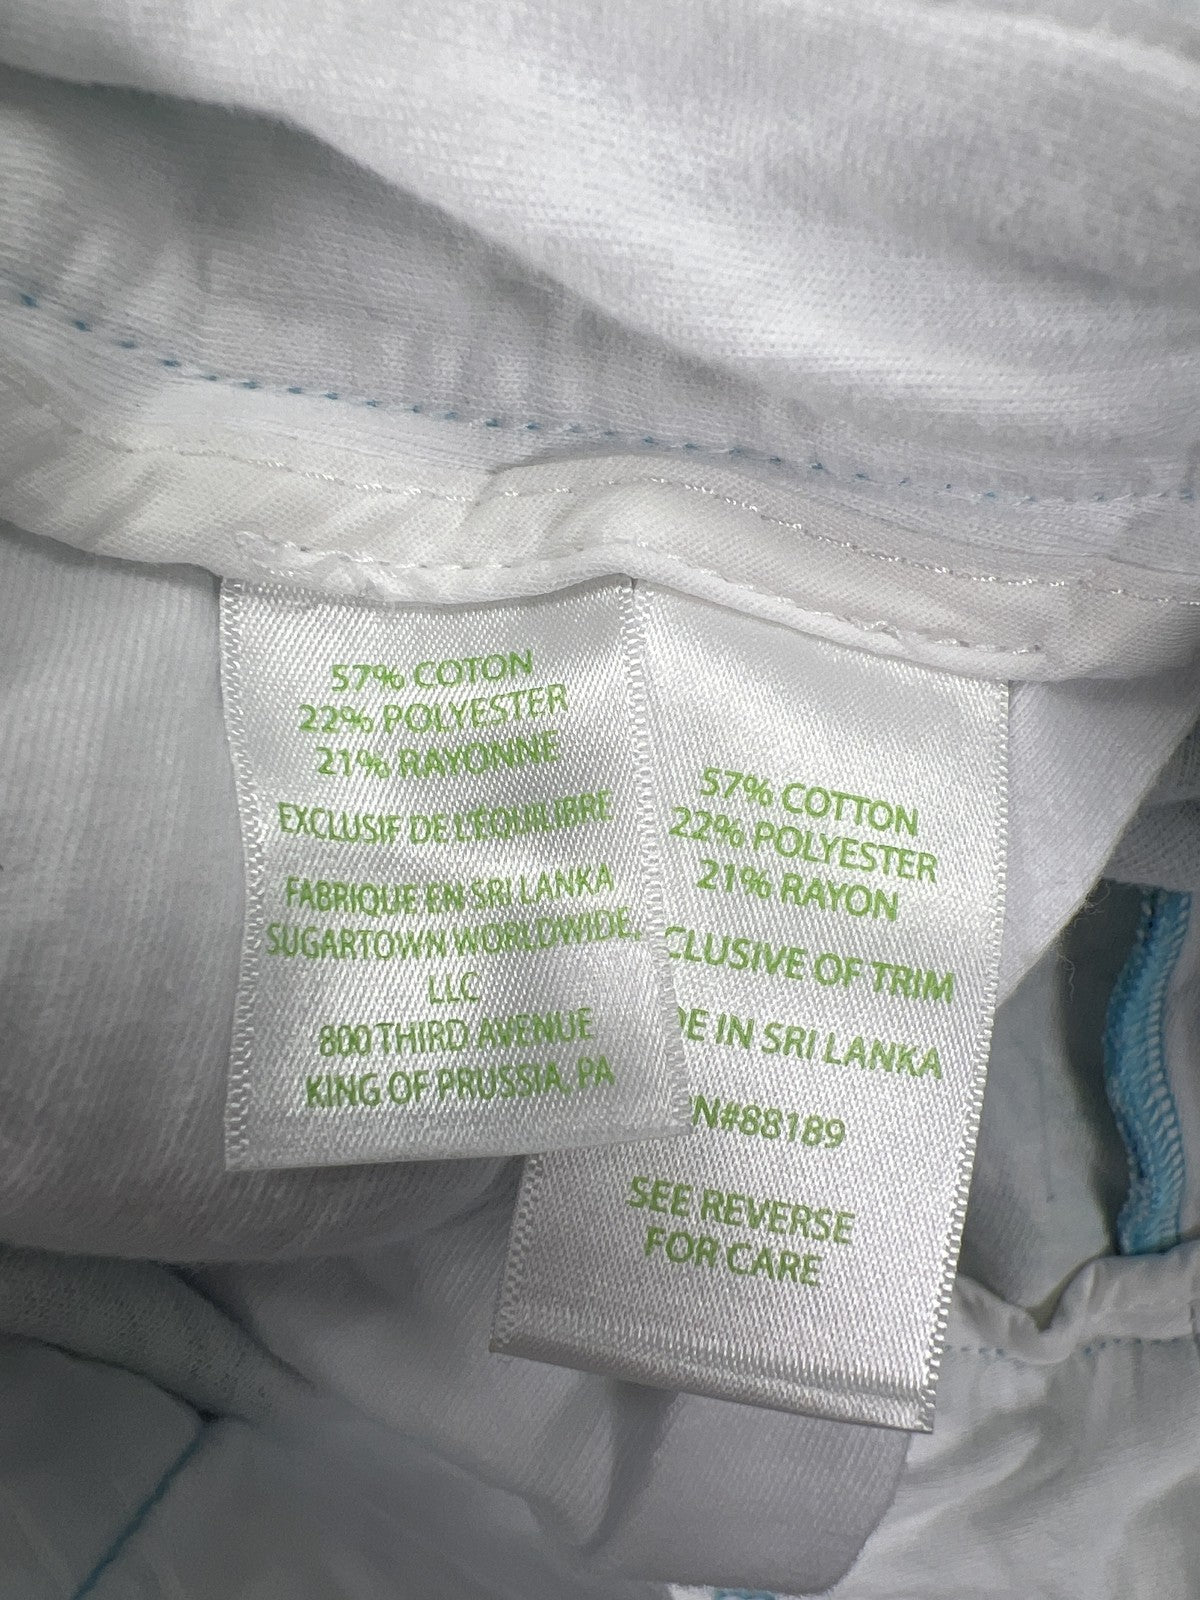 57% COTON
22% POLYESTER
21% RAYONNE
EXCLUSIF DE L'ÉQUILIBRE
FABRIQUE EN SRI LANKA
SUGARTOWN WORLDWIDE,
LLC
800 THIRD AVENUE
KING OF PRUSSIA, PA
57% COTTON
22% POLYESTER
21% RAYON
CLUSIVE OF TRIM
DE IN SRI LANKA
N#88189
SEE REVERSE
FOR CARE